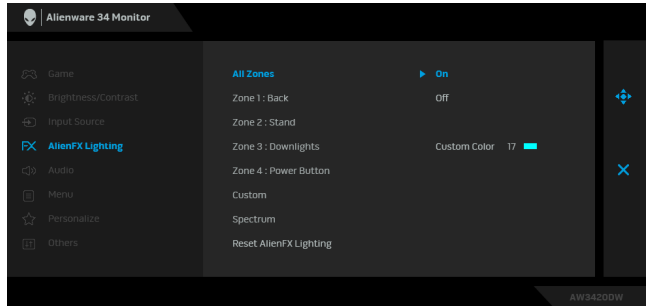 Alienware 34 Monitor
Game
All Zones
On
Brightness/Contrast
Zone 1 : Back
Off
Input Source
Zone 2 : Stand
FX
AlienFX Lighting
Zone 3 : Downlights
Custom Color 17
Audio
Zone 4 : Power Button
Menu
Custom
Personalize
Spectrum
Others
Reset AlienFX Lighting
AW3420DW